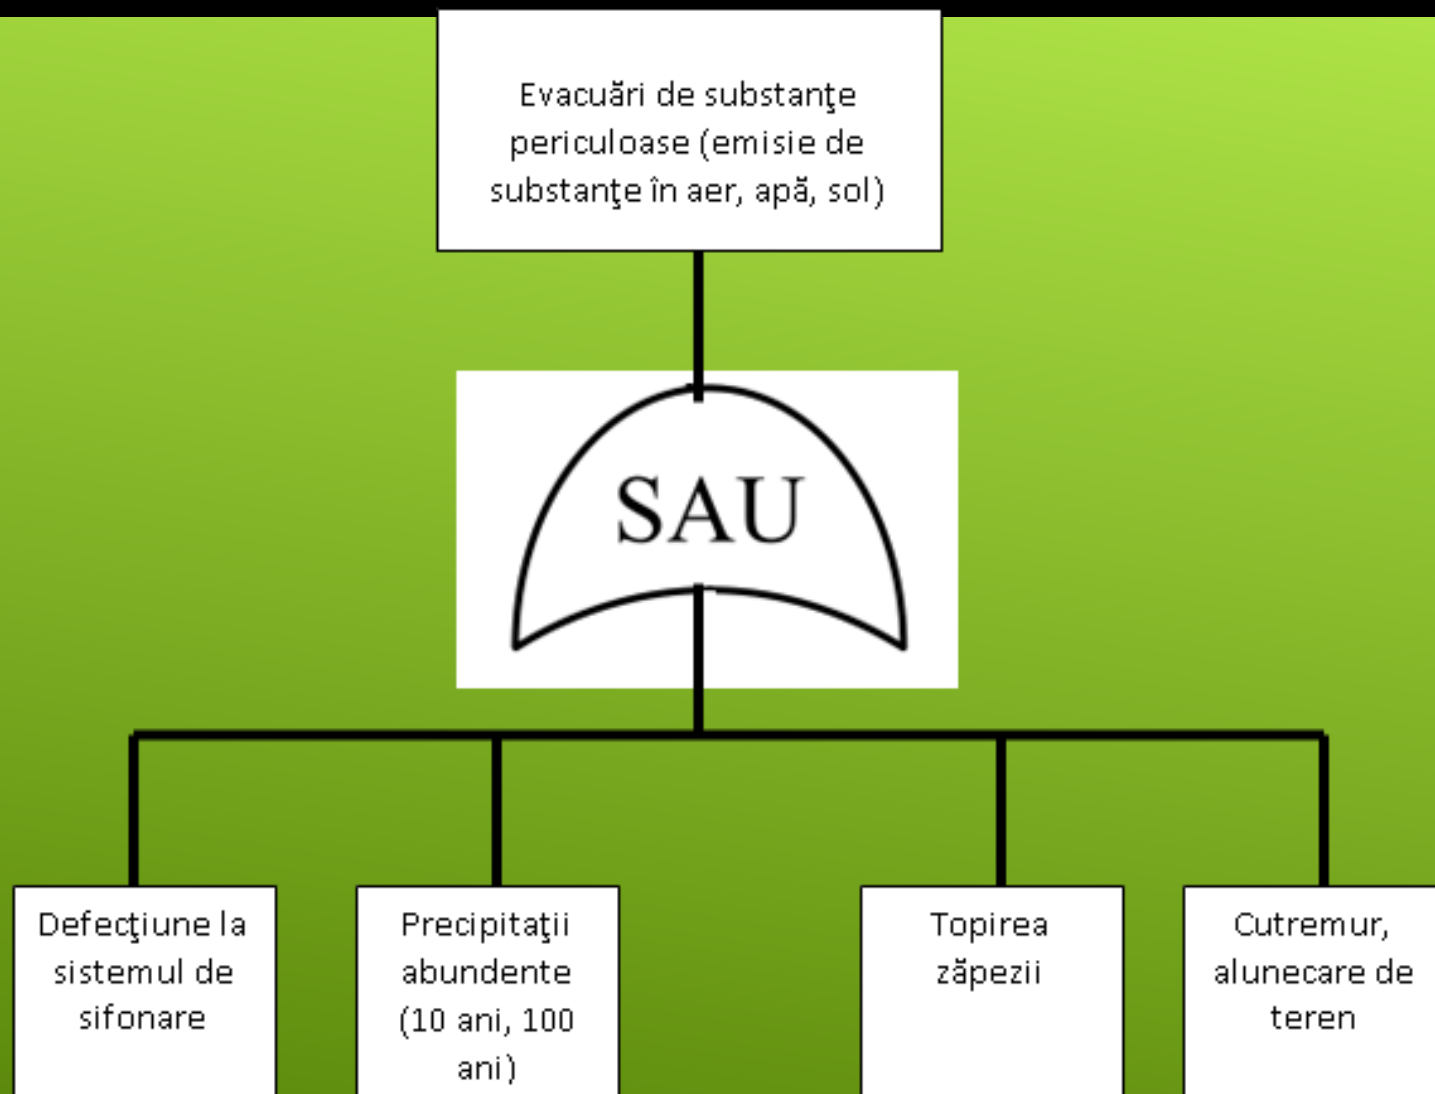 Evacuări de substanţe
periculoase (emisie de
substanţe în aer, apă, sol)
SAU
Defecţiune la
sistemul de
sifonare
Precipitaţii
abundente
(10 ani, 100
ani)
Topirea
zăpezii
Cutremur,
alunecare de
teren